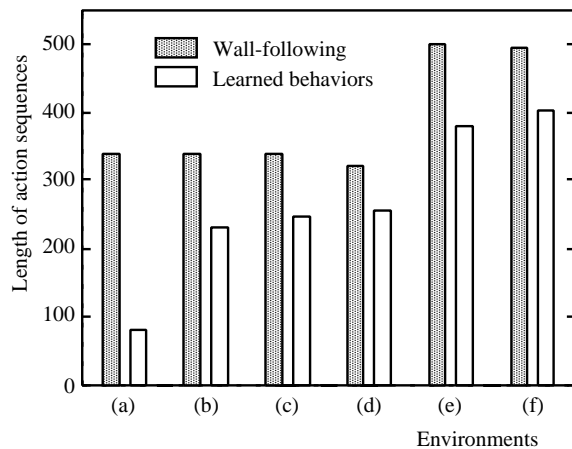 Length of action sequences
500
400
300
200
100
0
Wall-following
Learned behaviors
(a) (b) (c) (d) (e) (f)
Environments